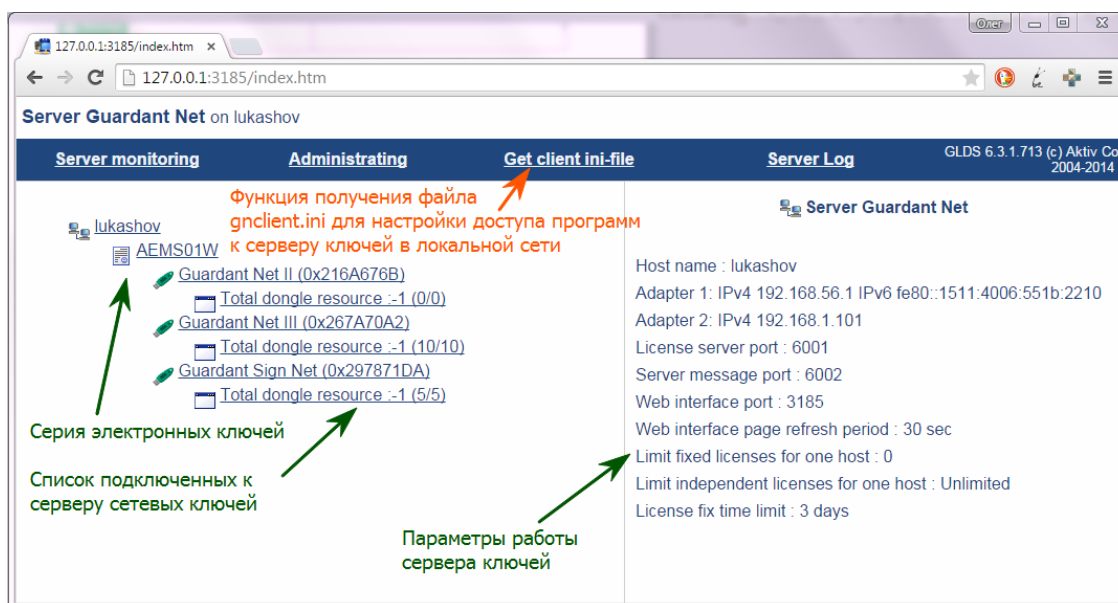 Олег
127.0.0.1:3185/index.htm
127.0.0.1:3185/index.htm
Server Guardant Net on lukashov
Server monitoring
Administrating
Get client ini-file
Server Log
GLDS 6.3.1.713 (c) Aktiv Co
2004-2014
Функция получения файла
gnclient.ini для настройки доступа программ
к серверу ключей в локальной сети
lukashov
AEMS01W
Guardant Net II (0x216A676B)
Total dongle resource :-1 (0/0)
Guardant Net III (0x267A70A2)
Total dongle resource :-1 (10/10)
Guardant Sign Net (0x297871DA)
Total dongle resource :-1 (5/5)
Серия электронных ключей
Список подключенных к
серверу сетевых ключей
Server Guardant Net
Host name : lukashov
Adapter 1: IPv4 192.168.56.1 IPv6 fe80::1511:4006:551b:2210
Adapter 2: IPv4 192.168.1.101
License server port : 6001
Server message port : 6002
Web interface port : 3185
Web interface page refresh period : 30 sec
Limit fixed licenses for one host : 0
Limit independent licenses for one host : Unlimited
License fix time limit : 3 days
Параметры работы
сервера ключей